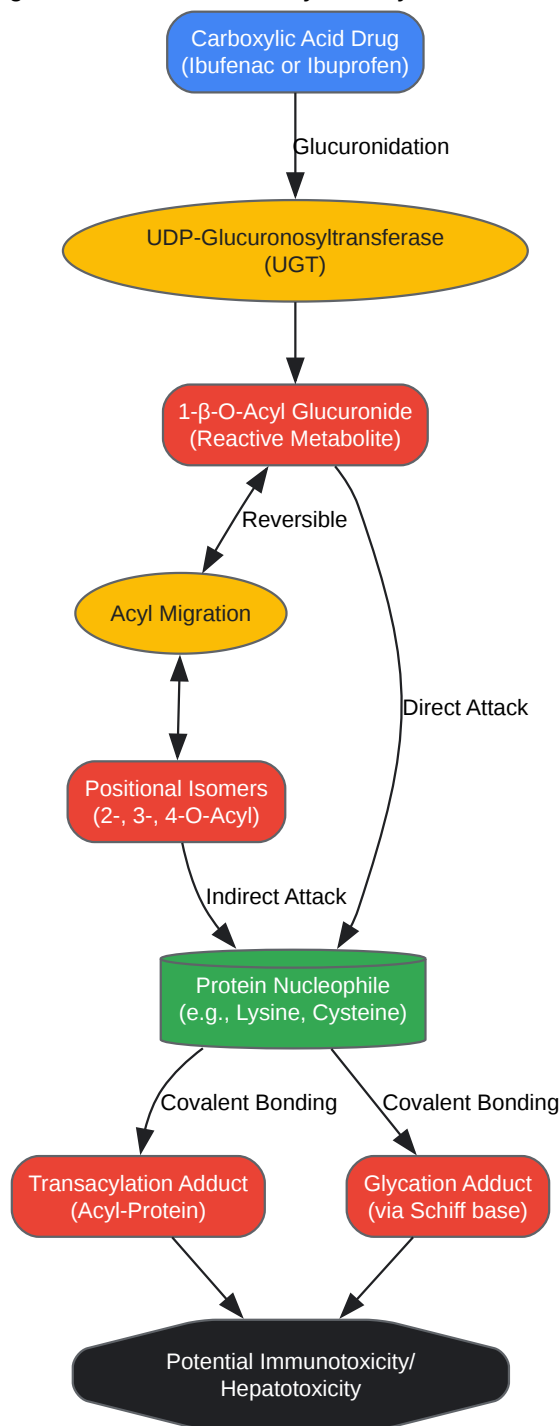 Carboxylic Acid Drug
(Ibufenac or Ibuprofen)
Glucuronidation
UDP-Glucuronosyltransferase
(UGT)
1-β-O-Acyl Glucuronide
(Reactive Metabolite)
Reversible
Acyl Migration
Direct Attack
Positional Isomers
(2-, 3-, 4-O-Acyl)
Indirect Attack
Protein Nucleophile
(e.g., Lysine, Cysteine)
Covalent Bonding
Covalent Bonding
Transacylation Adduct
(Acyl-Protein)
Glycation Adduct
(via Schiff base)
Potential Immunotoxicity/
Hepatotoxicity